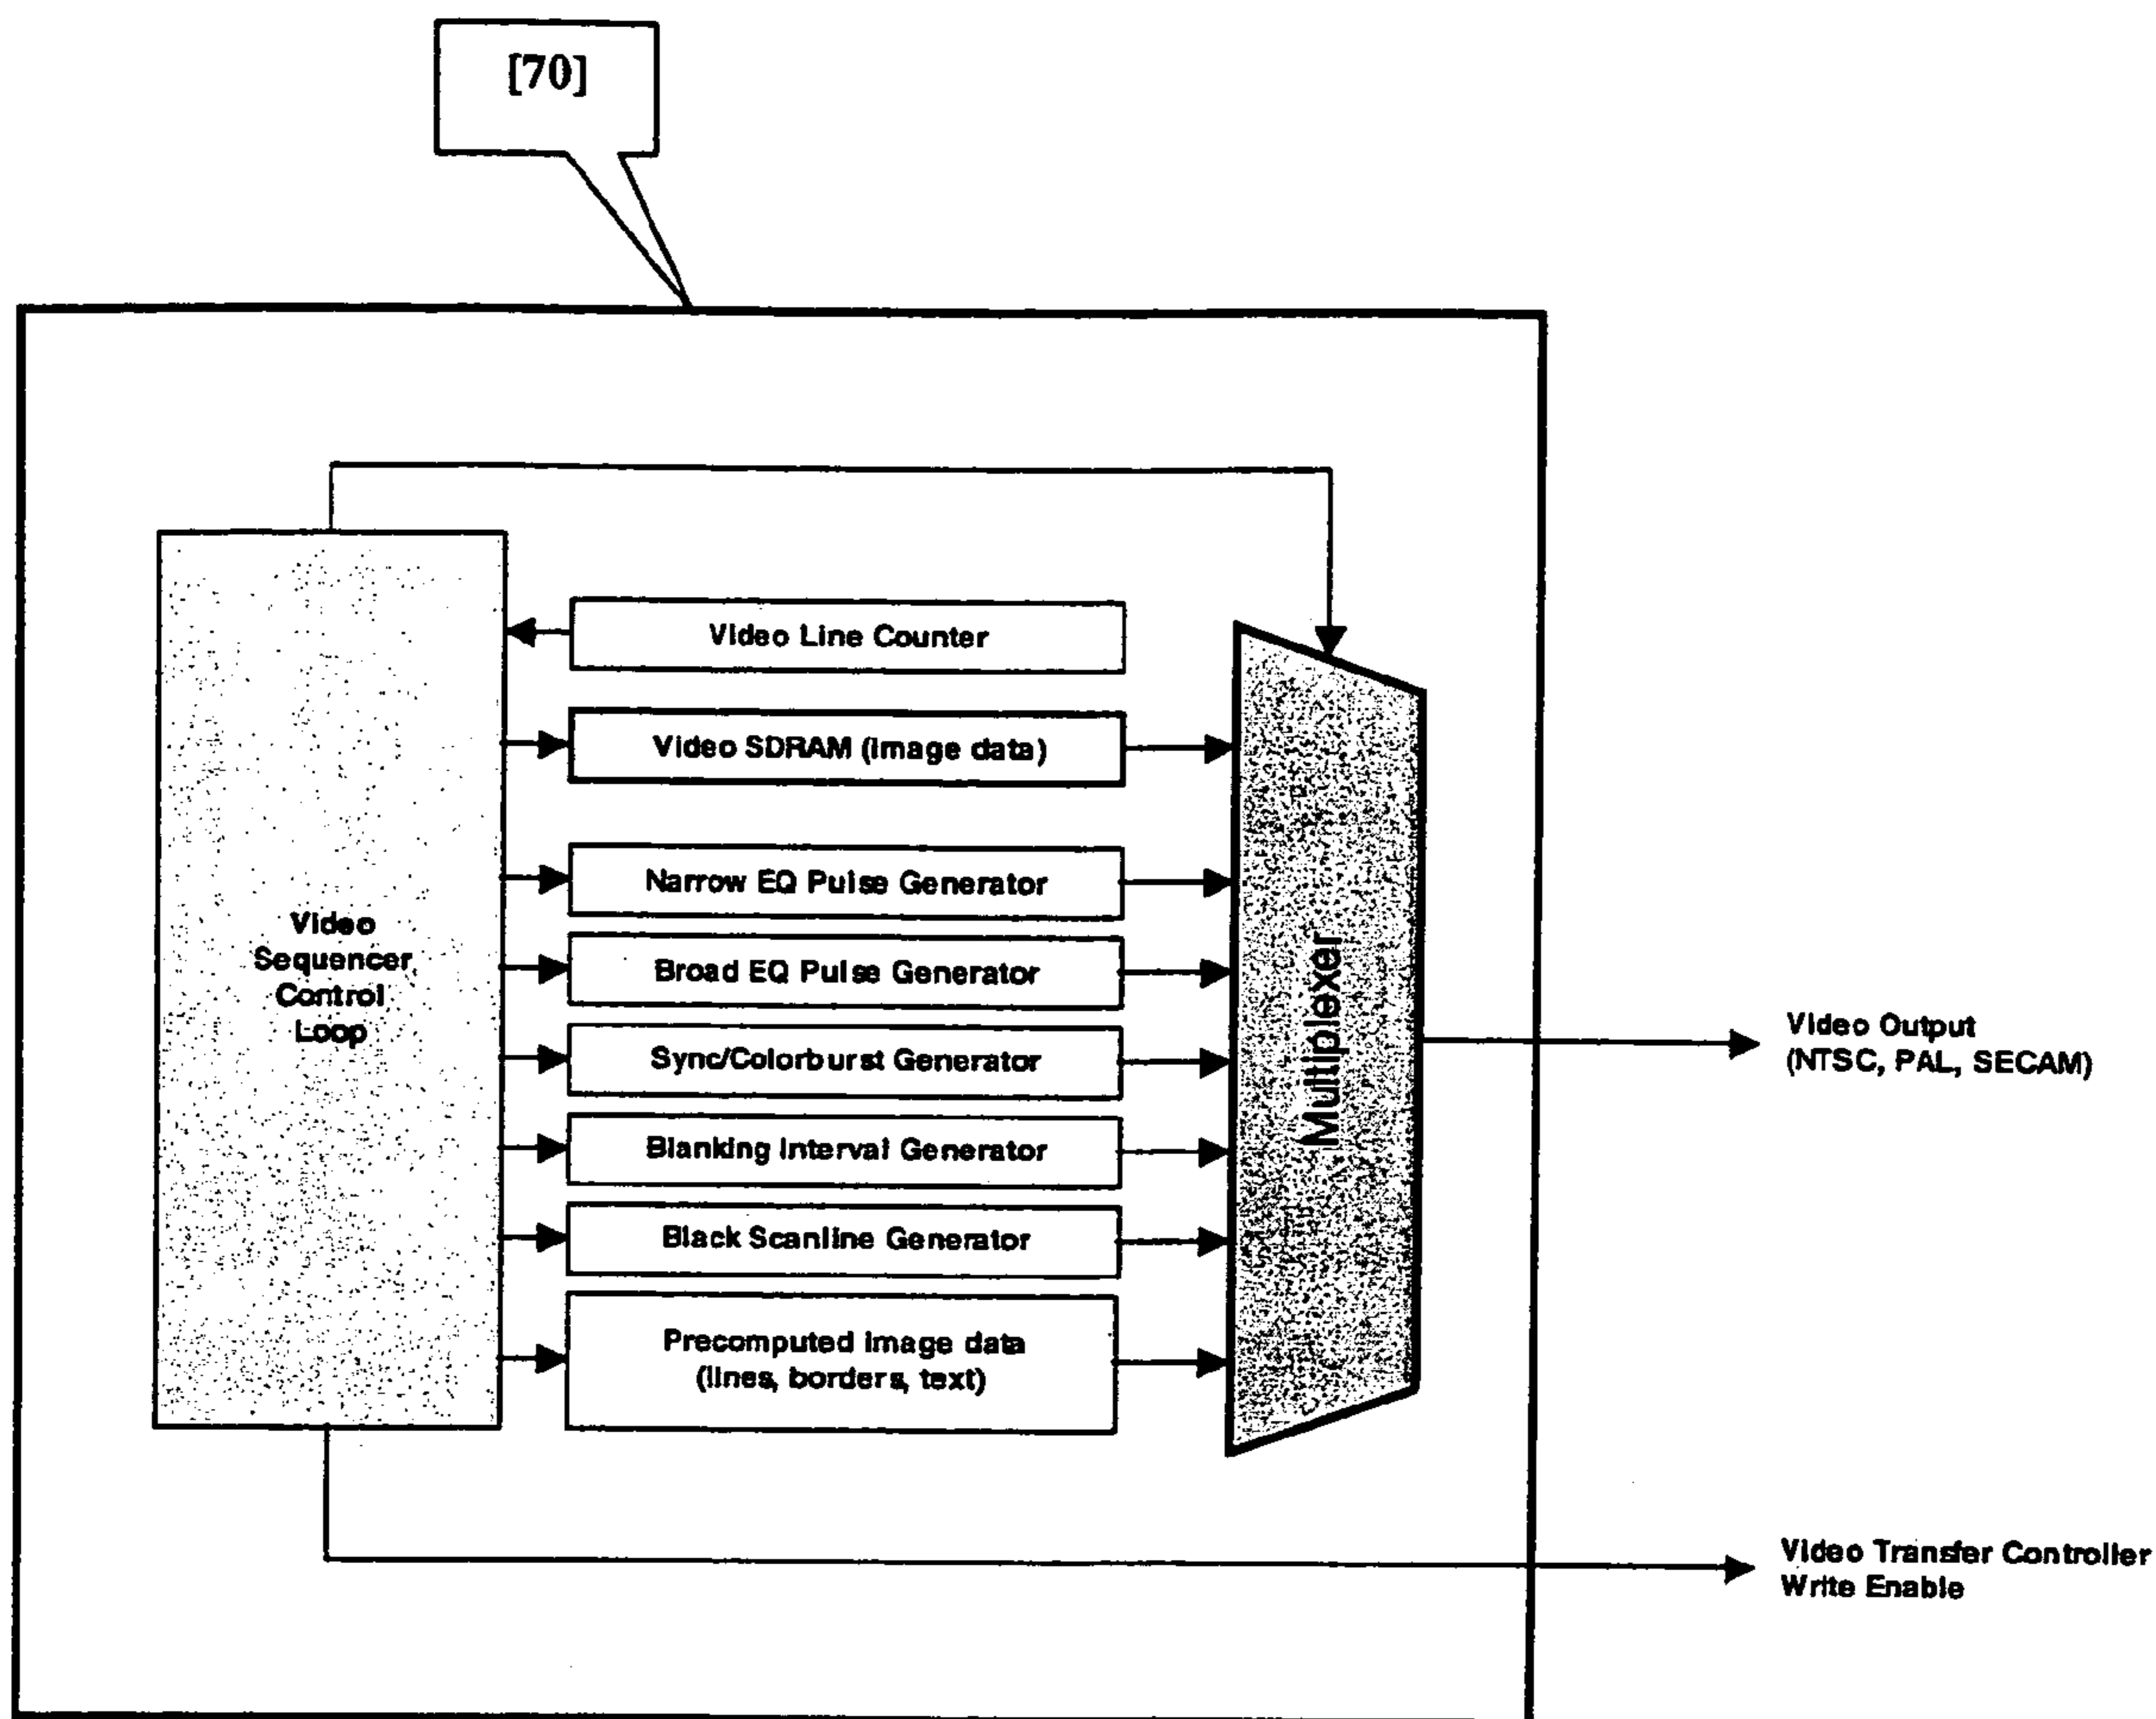 [70]
Video Line Counter
Video SDRAM (image data)
Narrow EQ Pulse Generator
Video
Sequencer
Control
Loop
Broad EQ Pulse Generator
Sync/Colorburst Generator
Blanking Interval Generator
Black Scanline Generator
Precomputed image data
(lines, borders, text)
Multiplexer
Video Output
(NTSC, PAL, SECAM)
Video Transfer Controller
Write Enable